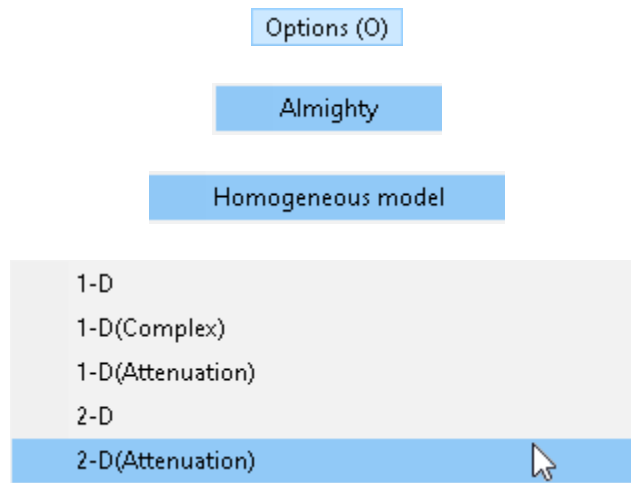 Options (O)
Almighty
Homogeneous model
1-D
1-D(Complex)
1-D(Attenuation)
2-D
2-D(Attenuation)